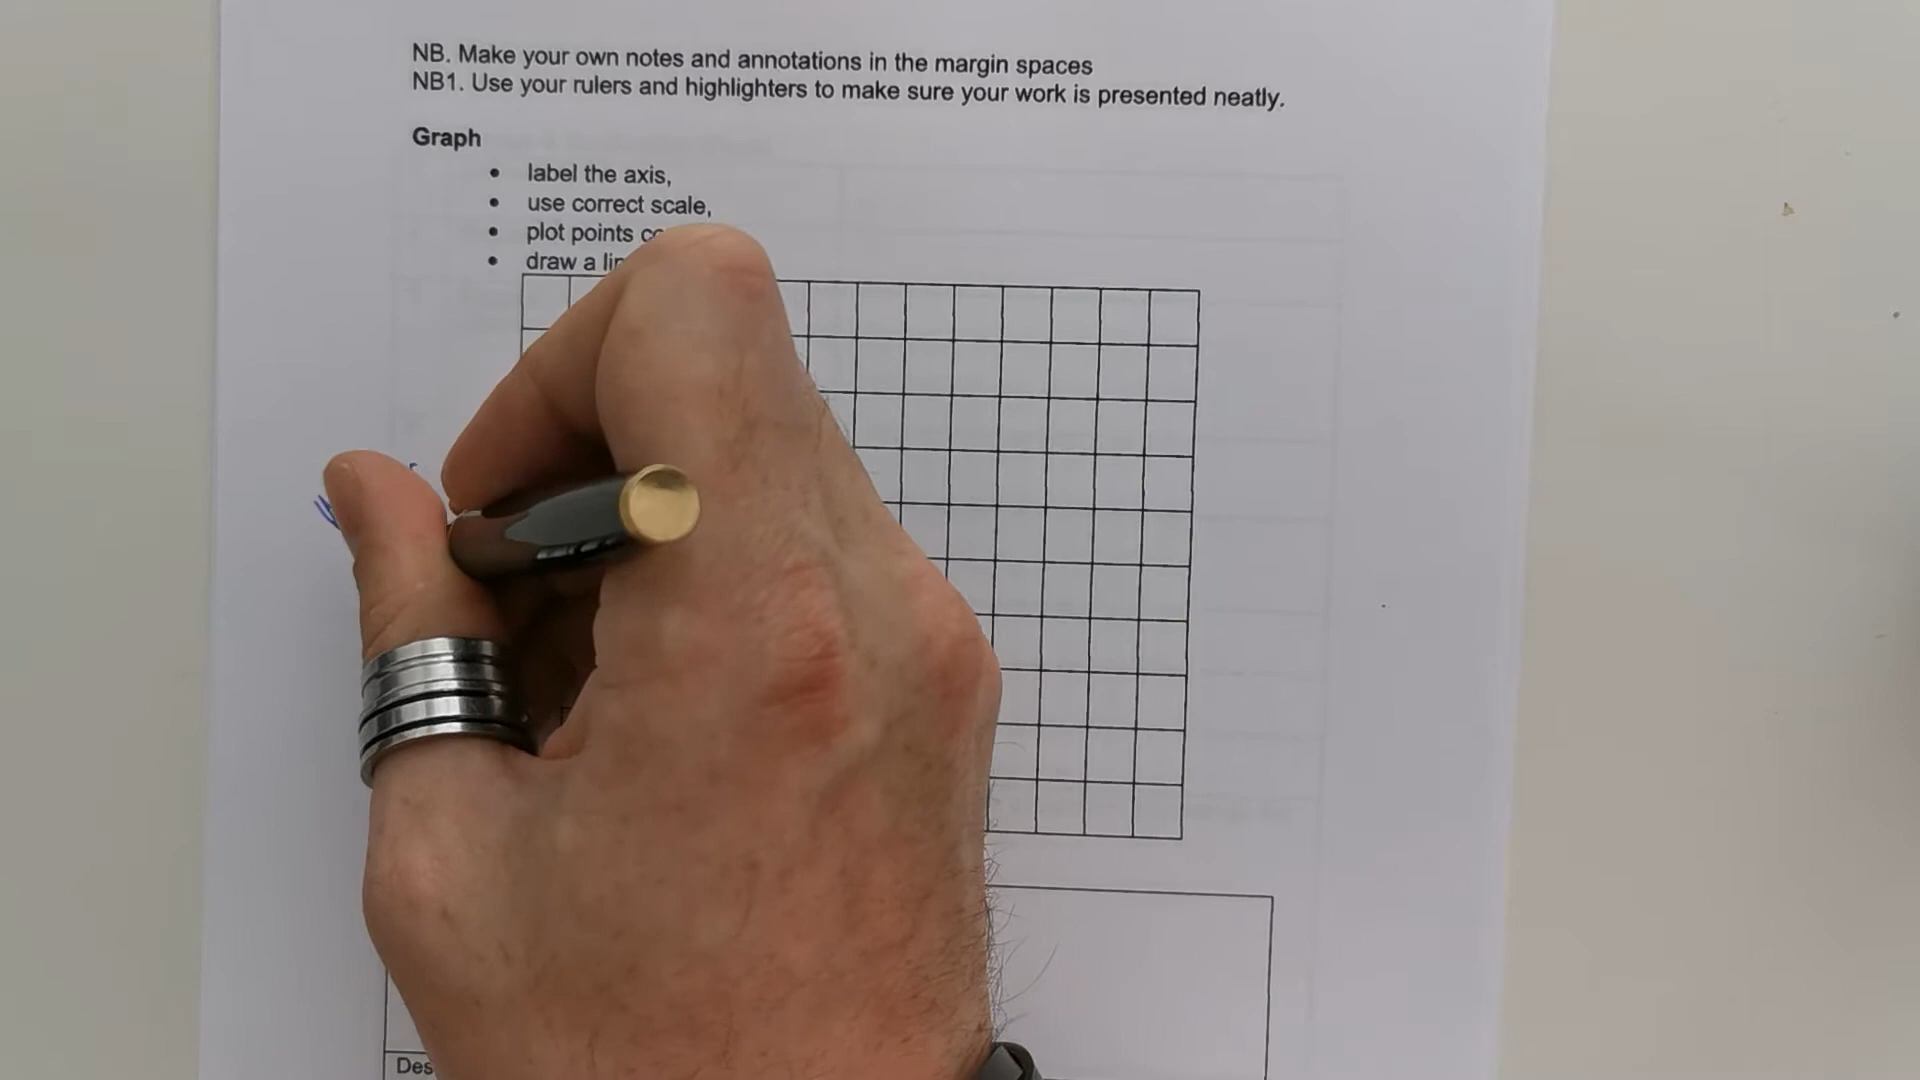 NB. Make your own notes and annotations in the margin spaces
NB1. Use your rulers and highlighters to make sure your work is presented neatly.
Graph
• label the axis,
• use correct scale,
• plot points
• draw a